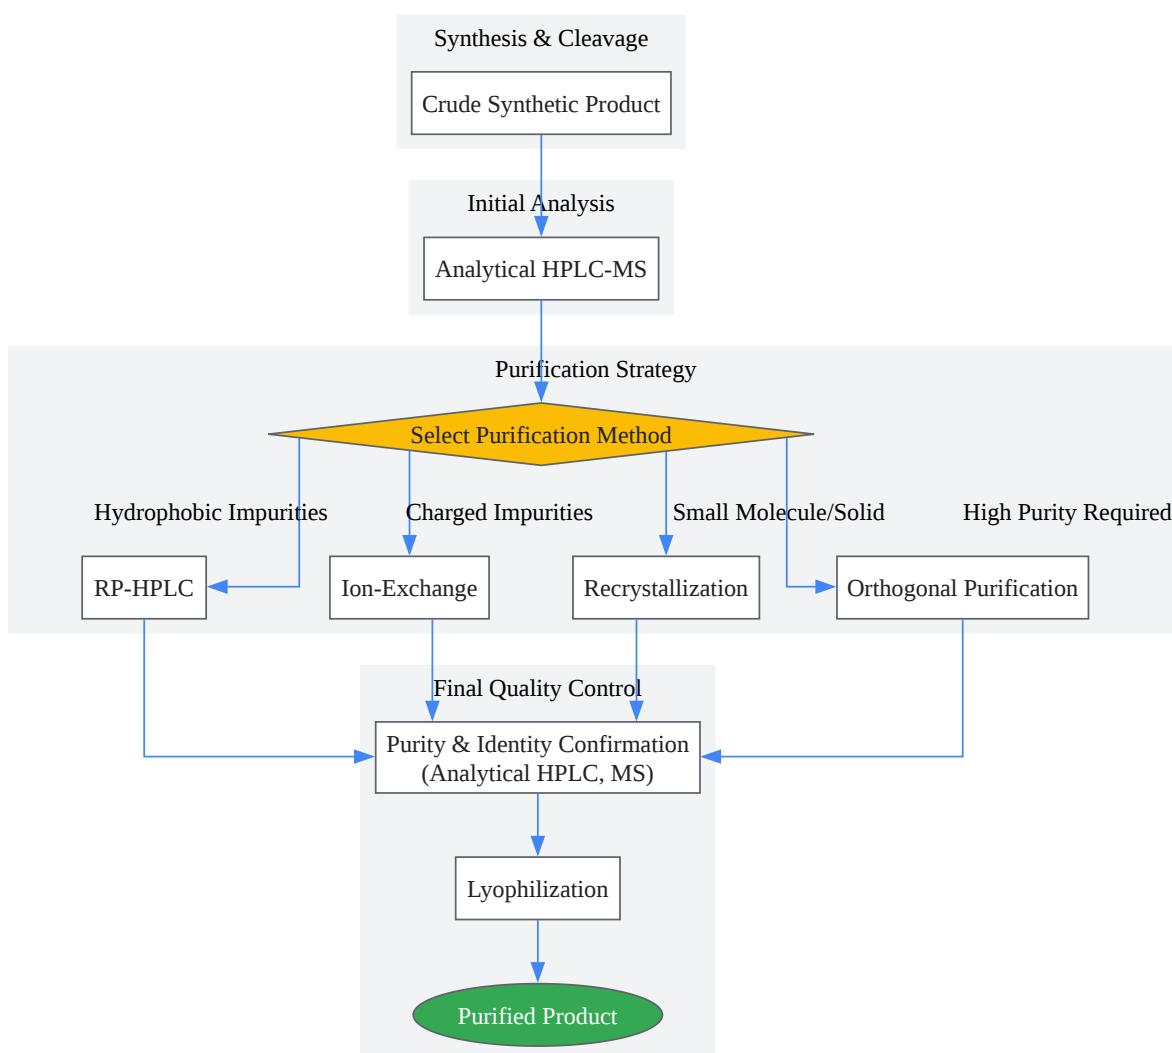 Synthesis & Cleavage
Crude Synthetic Product
Initial Analysis
Analytical HPLC-MS
Purification Strategy
Select Purification Method
Hydrophobic Impurities
Charged Impurities
Small Molecule/Solid
High Purity Required
RP-HPLC
Ion-Exchange
Recrystallization
Orthogonal Purification
Final Quality Control
Purity & Identity Confirmation
(Analytical HPLC, MS)
Lyophilization
Purified Product